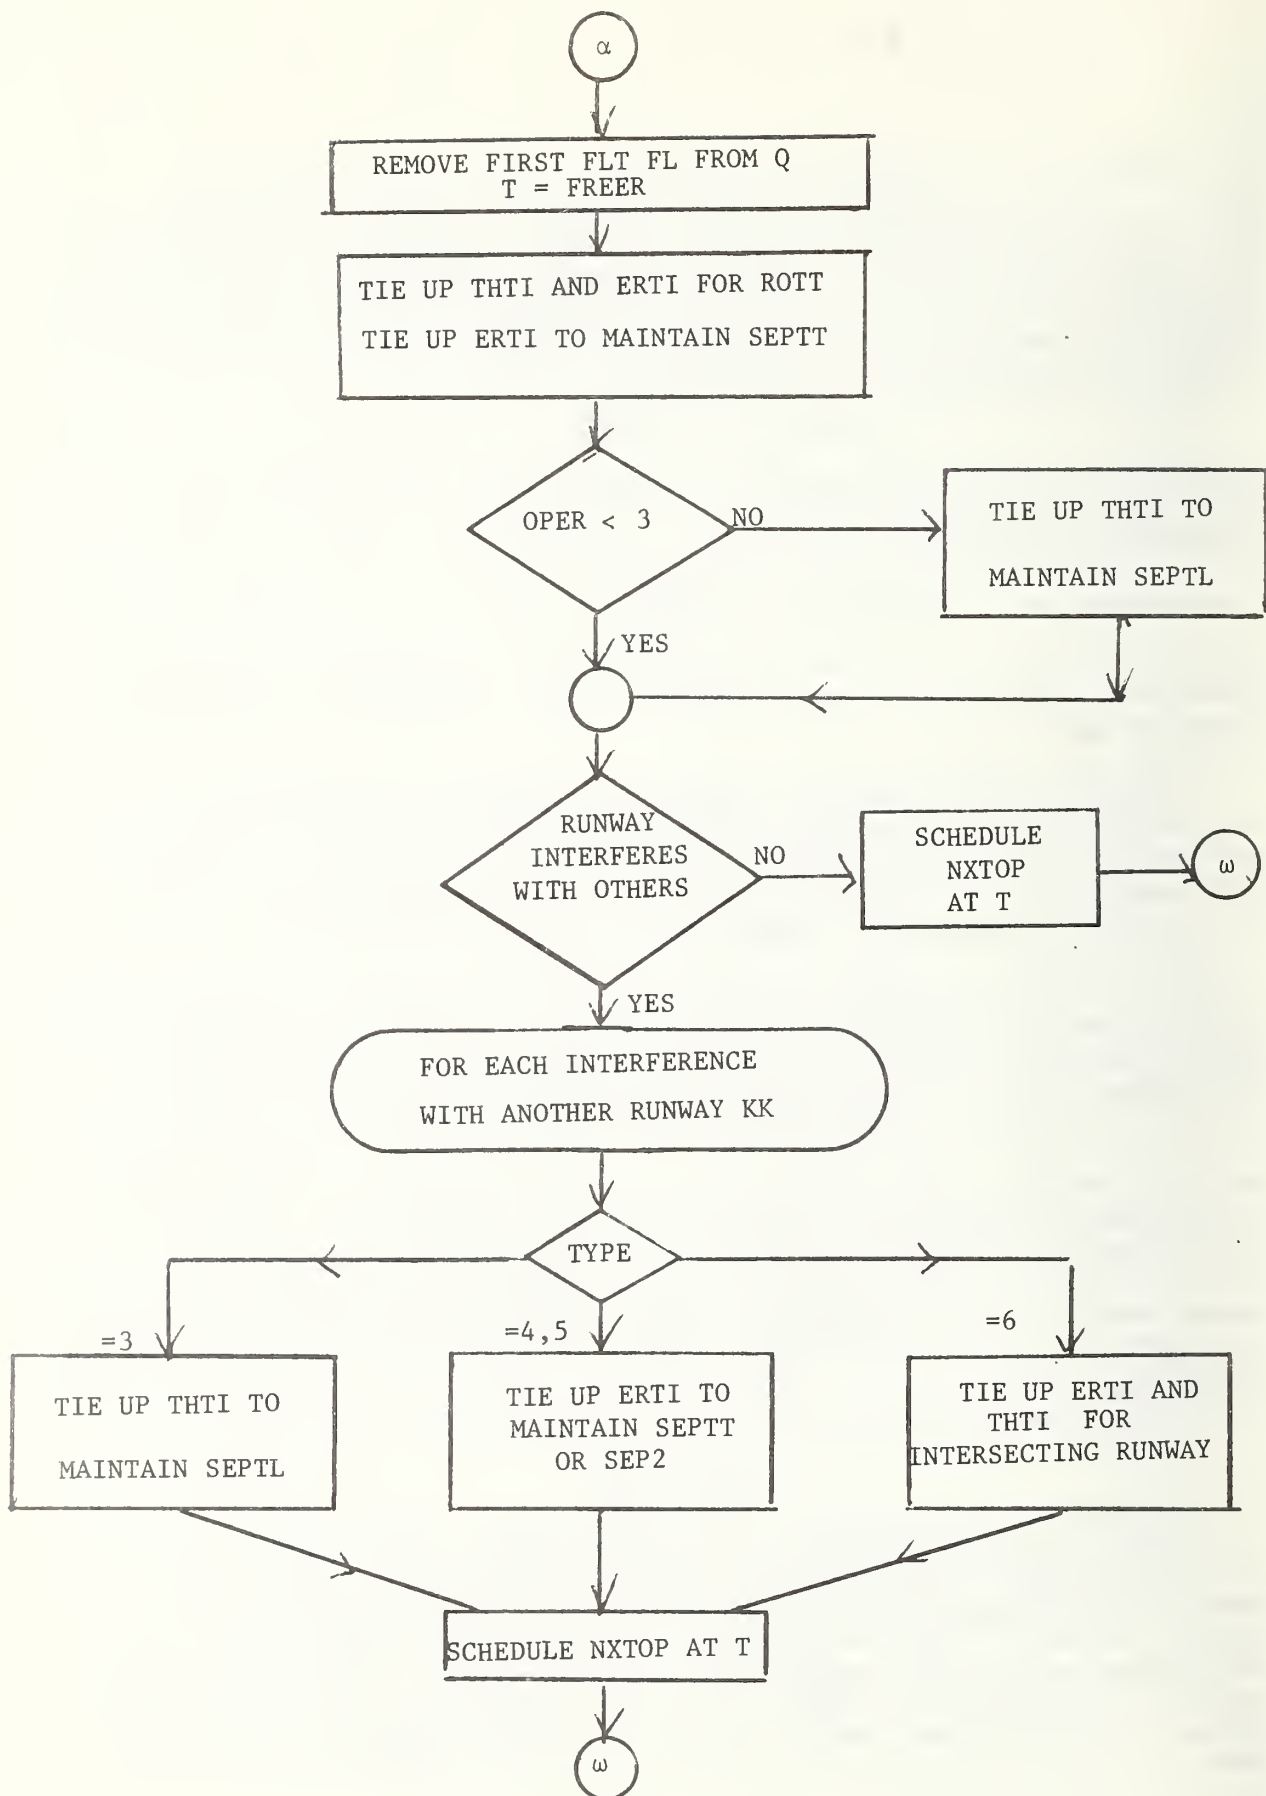 α
REMOVE FIRST FLT FL FROM Q
T = FREER
TIE UP THTI AND ERTI FOR ROTT
TIE UP ERTI TO MAINTAIN SEPTT
OPER < 3
NO
TIE UP THTI TO
MAINTAIN SEPTL
YES
RUNWAY
INTERFERES
WITH OTHERS
NO
SCHEDULE
NXTOP
AT T
ω
YES
FOR EACH INTERFERENCE
WITH ANOTHER RUNWAY KK
TYPE
=3
=4,5
=6
TIE UP THTI TO
MAINTAIN SEPTL
TIE UP ERTI TO
MAINTAIN SEPTT
OR SEP2
TIE UP ERTI AND
THTI FOR
INTERSECTING RUNWAY
SCHEDULE NXTOP AT T
ω